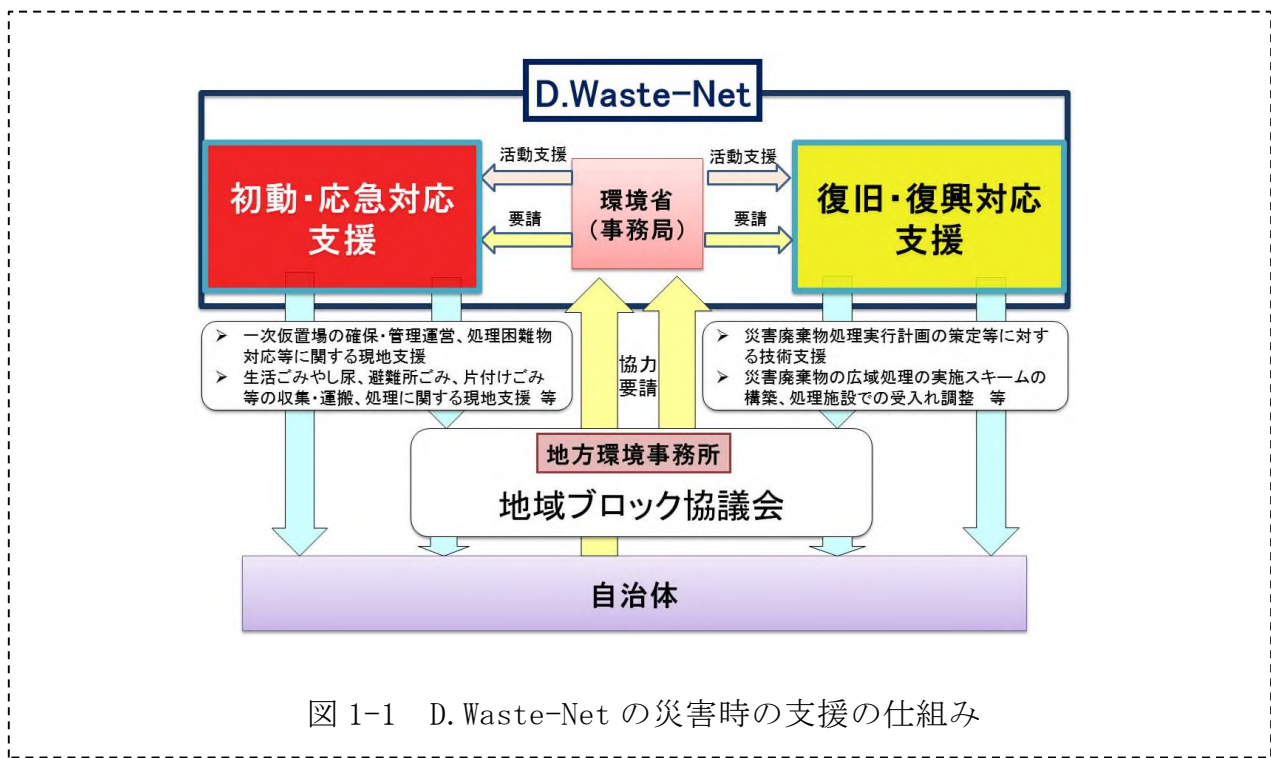 D.Waste-Net
初動・応急対応
支援
活動支援
要請
環境省
(事務局)
活動支援
要請
復旧・復興対応
支援
➢ 一次仮置場の確保・管理運営、処理困難物
対応等に関する現地支援
➢ 生活ごみやし尿、避難所ごみ、片付けごみ
等の収集・運搬、処理に関する現地支援 等
協力
要請
➢ 災害廃棄物処理実行計画の策定等に対す
る技術支援
➢ 災害廃棄物の広域処理の実施スキームの
構築、処理施設での受入れ調整 等
地方環境事務所
地域ブロック協議会
自治体
図 1-1 D.Waste-Net の災害時の支援の仕組み